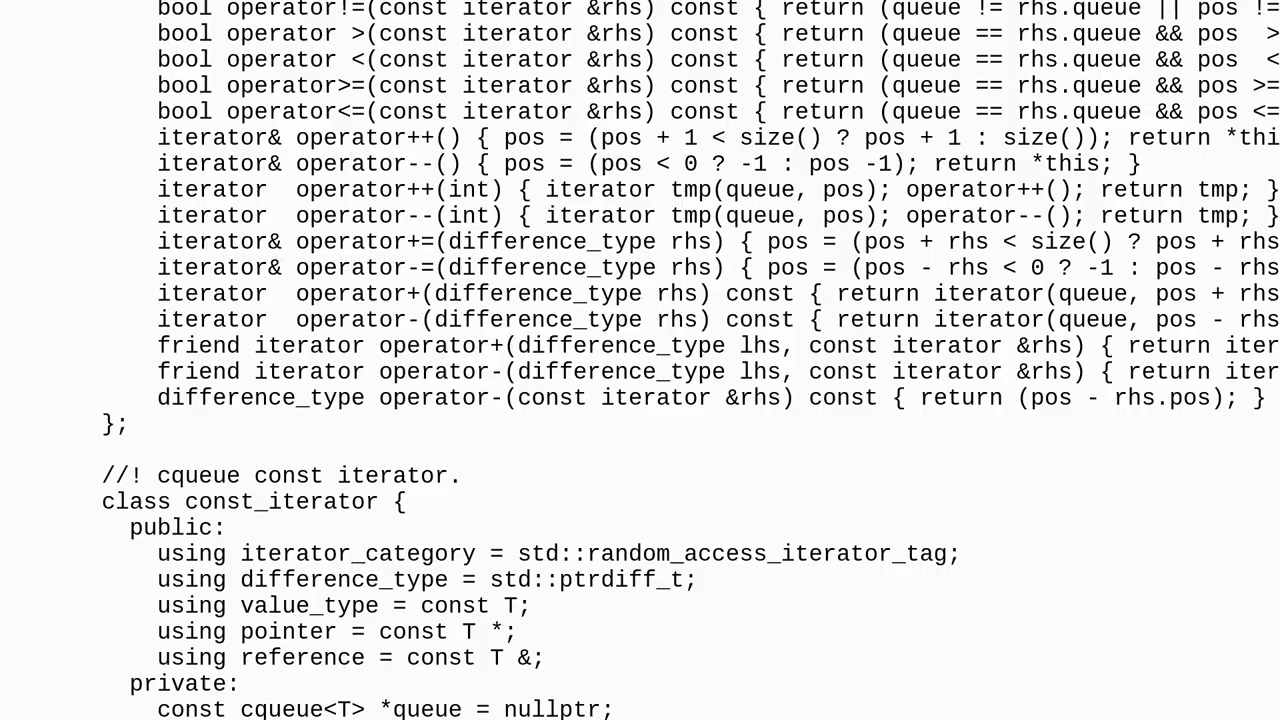 bool operator!=(const iterator &rhs) const { return (queue != rhs.queue || pos !=
bool operator >(const iterator &rhs) const { return (queue == rhs.queue && pos  >
bool operator <(const iterator &rhs) const { return (queue == rhs.queue && pos  <
bool operator>=(const iterator &rhs) const { return (queue == rhs.queue && pos >=
bool operator<=(const iterator &rhs) const { return (queue == rhs.queue && pos <=
iterator& operator++() { pos = (pos + 1 < size() ? pos + 1 : size()); return *thi
iterator& operator--() { pos = (pos < 0 ? -1 : pos -1); return *this; }
iterator  operator++(int) { iterator tmp(queue, pos); operator++(); return tmp; }
iterator  operator--(int) { iterator tmp(queue, pos); operator--(); return tmp; }
iterator& operator+=(difference_type rhs) { pos = (pos + rhs < size() ? pos + rhs
iterator& operator-=(difference_type rhs) { pos = (pos - rhs < 0 ? -1 : pos - rhs
iterator  operator+(difference_type rhs) const { return iterator(queue, pos + rhs
iterator  operator-(difference_type rhs) const { return iterator(queue, pos - rhs
friend iterator operator+(difference_type lhs, const iterator &rhs) { return iter
friend iterator operator-(difference_type lhs, const iterator &rhs) { return iter
difference_type operator-(const iterator &rhs) const { return (pos - rhs.pos); }
};
//! cqueue const iterator.
class const_iterator {
public:
using iterator_category = std::random_access_iterator_tag;
using difference_type = std::ptrdiff_t;
using value_type = const T;
using pointer = const T *;
using reference = const T &;
private:
const cqueue<T> *queue = nullptr;